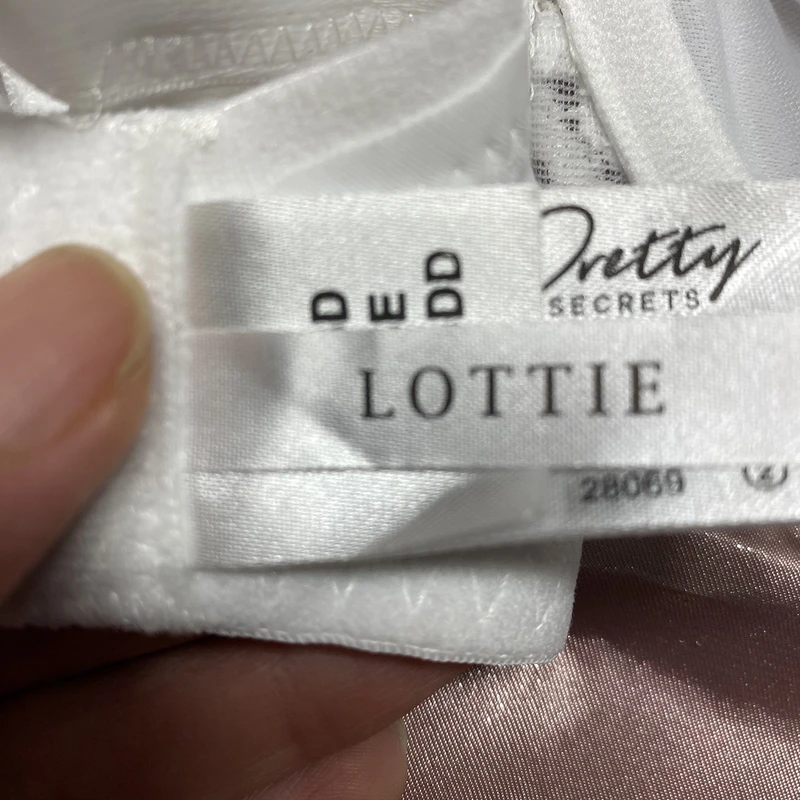 Pretty
SECRETS
D
E
DD
LOTTIE
28069